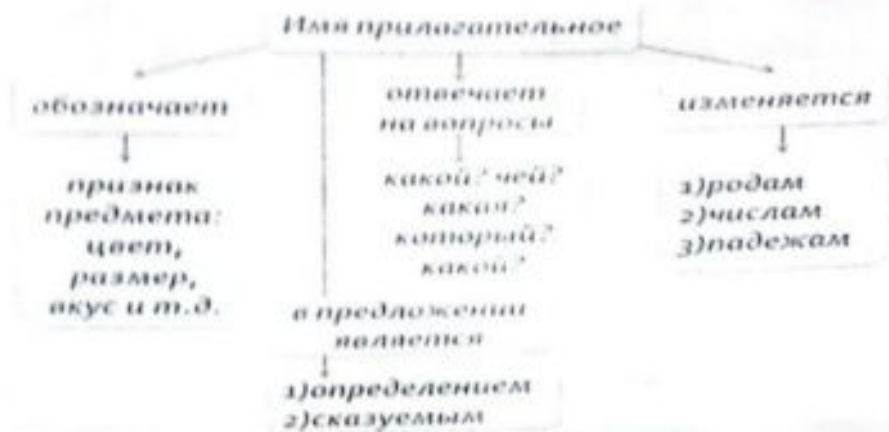 Имя прилагательное
обозначает
признак
предмета:
цвет,
размер,
вкус и т.д.
отвечает
на вопросы
какой? чей?
какая?
который?
какой?
изменяется
1)родам
2)числам
3)падежам
в предложении
является
1)определением
2)сказуемым